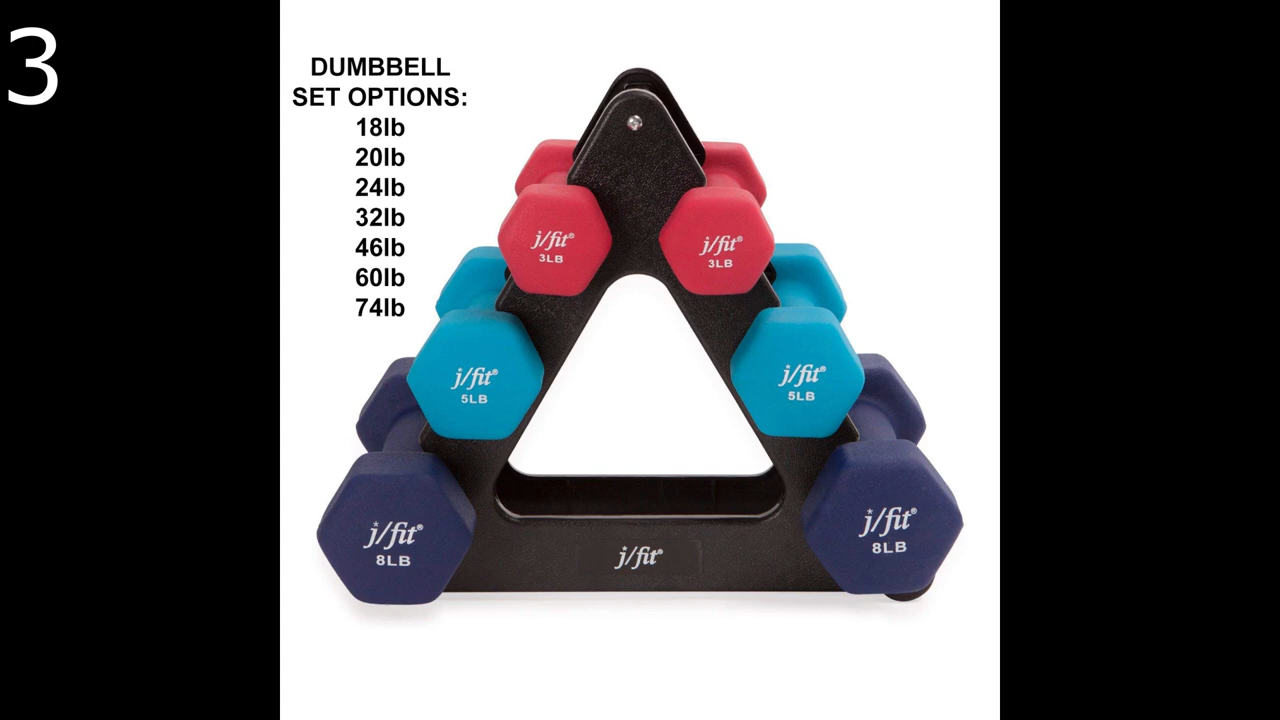 3
DUMBBELL
SET OPTIONS:
18lb
20lb
24lb
32lb
46lb
60lb
74lb
j/fit®
3LB
j/fit®
3LB
j/fit®
5LB
j/fit®
5LB
j/fit®
8LB
j/fit®
8LB
j/fit®